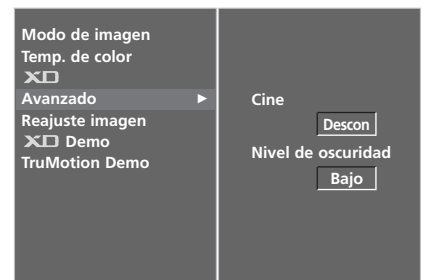 Modo de imagen
Temp. de color
XD
Avanzado ►
Reajuste imagen
XD Demo
TruMotion Demo
Cine
Descon
Nivel de oscuridad
Bajo